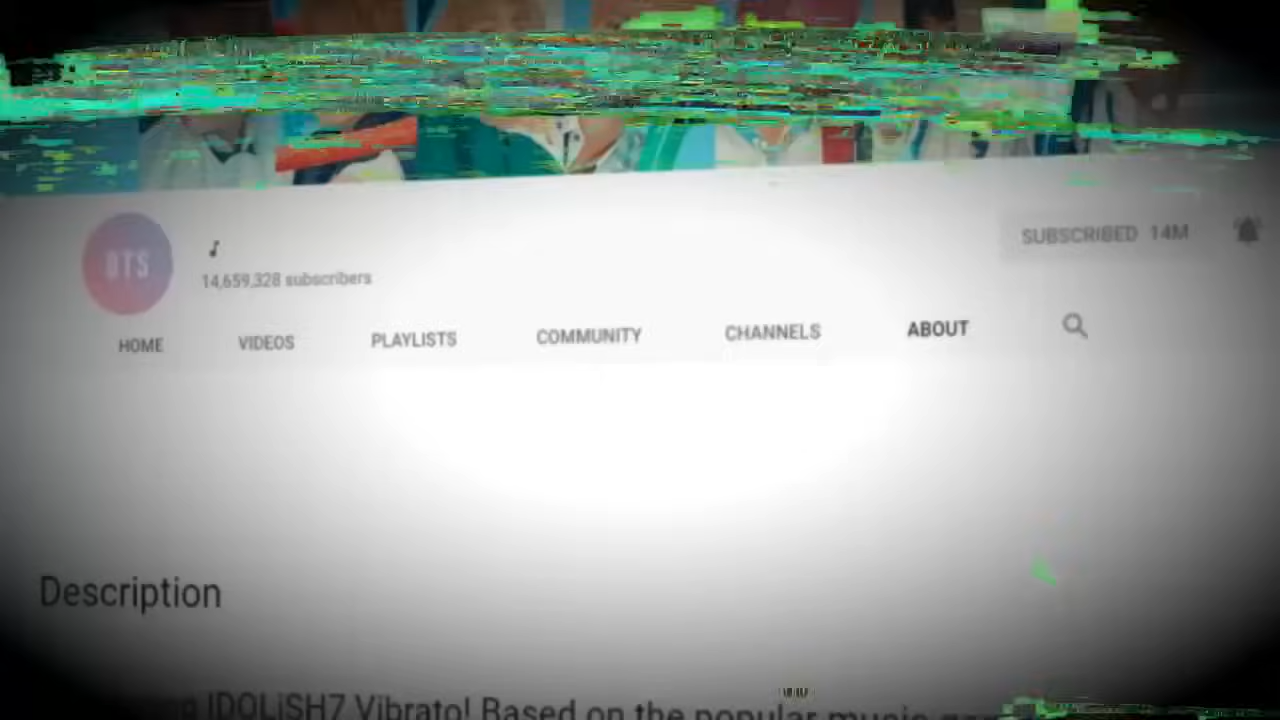 BTS
♪
14,659,328 subscribers
SUBSCRIBED 14M
HOME VIDEOS PLAYLISTS COMMUNITY CHANNELS ABOUT
Description
IDOLiSH7 Vibrato! Based on the popular music